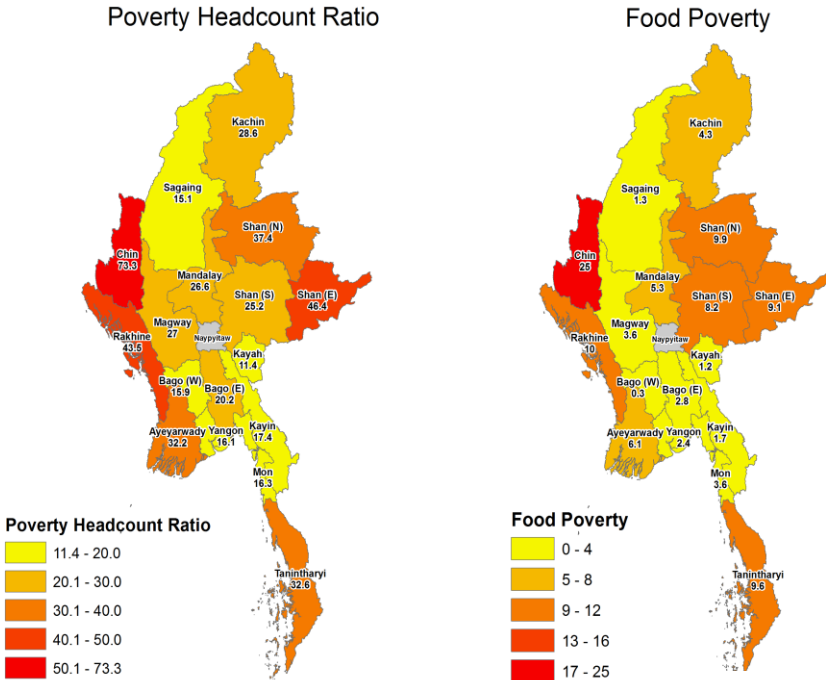 Poverty Headcount Ratio
Kachin
28.6
Sagaing
15.1
Shan (N)
37.4
Chin
73.3
Mandalay
26.6
Shan (S)
25.2
Shan (E)
46.4
Magway
27
Naypyitaw
Rakhine
43.5
Kayah
11.4
Bago (W)
15.9
Bago (E)
20.2
Ayeyarwady
32.2
Yangon
16.1
Kayin
17.4
Mon
16.3
Tanintharyi
32.6
Poverty Headcount Ratio
11.4 - 20.0
20.1 - 30.0
30.1 - 40.0
40.1 - 50.0
50.1 - 73.3
Food Poverty
Kachin
4.3
Sagaing
1.3
Shan (N)
9.9
Chin
25
Mandalay
5.3
Shan (S)
8.2
Shan (E)
9.1
Magway
3.6
Naypyitaw
Rakhine
10
Kayah
1.2
Bago (W)
0.3
Bago (E)
2.8
Ayeyarwady
6.1
Yangon
2.4
Kayin
1.7
Mon
3.6
Tanintharyi
9.6
Food Poverty
0 - 4
5 - 8
9 - 12
13 - 16
17 - 25